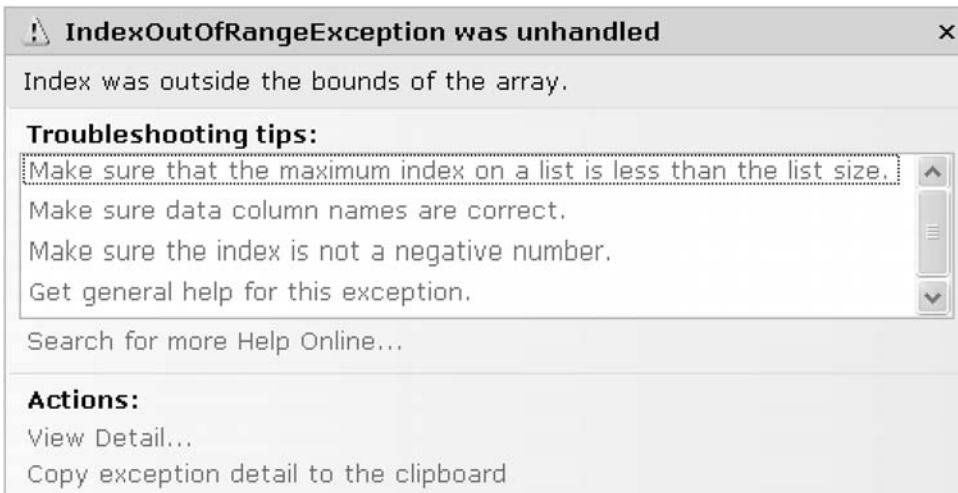 IndexOutOfRangeException was unhandled
Index was outside the bounds of the array.
Troubleshooting tips:
Make sure that the maximum index on a list is less than the list size.
Make sure data column names are correct.
Make sure the index is not a negative number.
Get general help for this exception.
Search for more Help Online...
Actions:
View Detail...
Copy exception detail to the clipboard